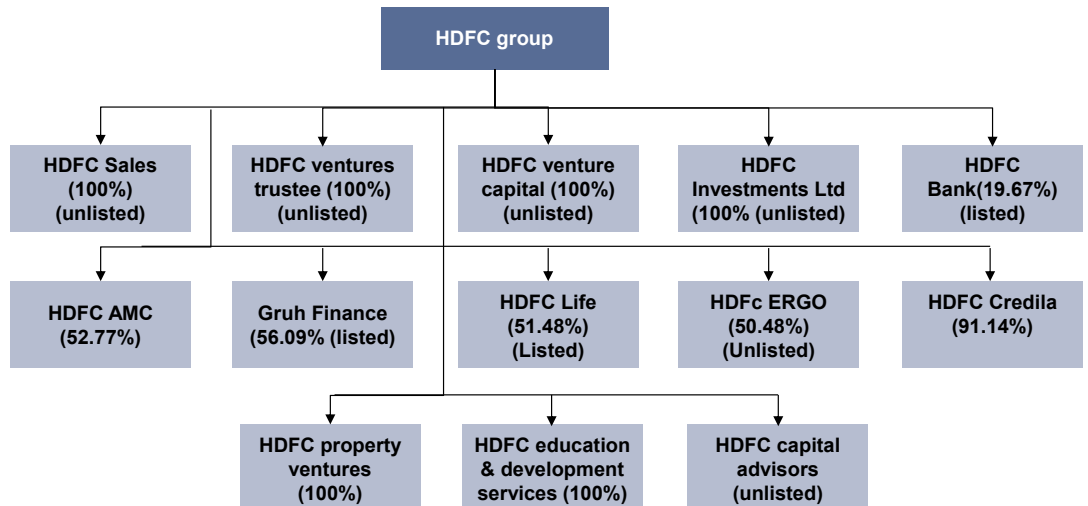 HDFC group
HDFC Sales
(100%)
(unlisted)
HDFC ventures
trustee (100%)
(unlisted)
HDFC venture
capital (100%)
(unlisted)
HDFC
Investments Ltd
(100% (unlisted)
HDFC
Bank(19.67%)
(listed)
HDFC AMC
(52.77%)
Gruh Finance
(56.09% (listed)
HDFC Life
(51.48%)
(Listed)
HDFc ERGO
(50.48%)
(Unlisted)
HDFC Credila
(91.14%)
HDFC property
ventures
(100%)
HDFC education
& development
services (100%)
HDFC capital
advisors
(unlisted)